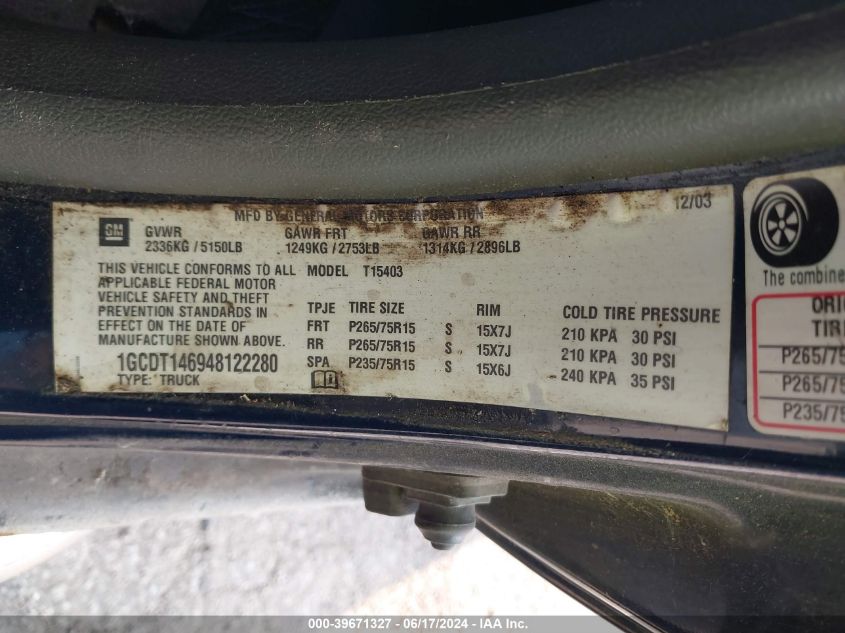 MFD BY GENERAL MOTORS CORPORATION 12/03
GM
GVWR GAWR FRT GAWR RR
2336KG / 5150LB 1249KG / 2753LB 1314KG / 2896LB
THIS VEHICLE CONFORMS TO ALL
APPLICABLE FEDERAL MOTOR
VEHICLE SAFETY AND THEFT
PREVENTION STANDARDS IN
EFFECT ON THE DATE OF
MANUFACTURE SHOWN ABOVE.
1GCDT146948122280
TYPE: TRUCK
MODEL T15403
TPJE TIRE SIZE RIM COLD TIRE PRESSURE
FRT P265/75R15 S 15X7J 210 KPA 30 PSI
RR P265/75R15 S 15X7J 210 KPA 30 PSI
SPA P235/75R15 S 15X6J 240 KPA 35 PSI
The combine
ORI
TIR
P265/75
P265/75
P235/75
000-39671327 - 06/17/2024 - IAAI.com